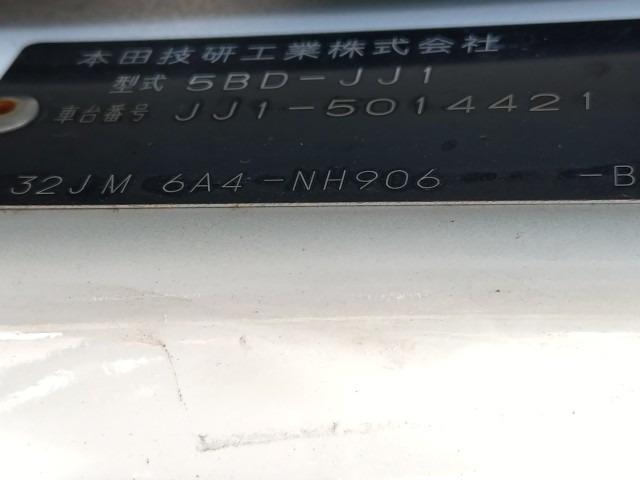 本田技研工業株式会社
型式 5BD-JJ1
車台番号 JJ1-5014421
32JM 6A4-NH906 -B